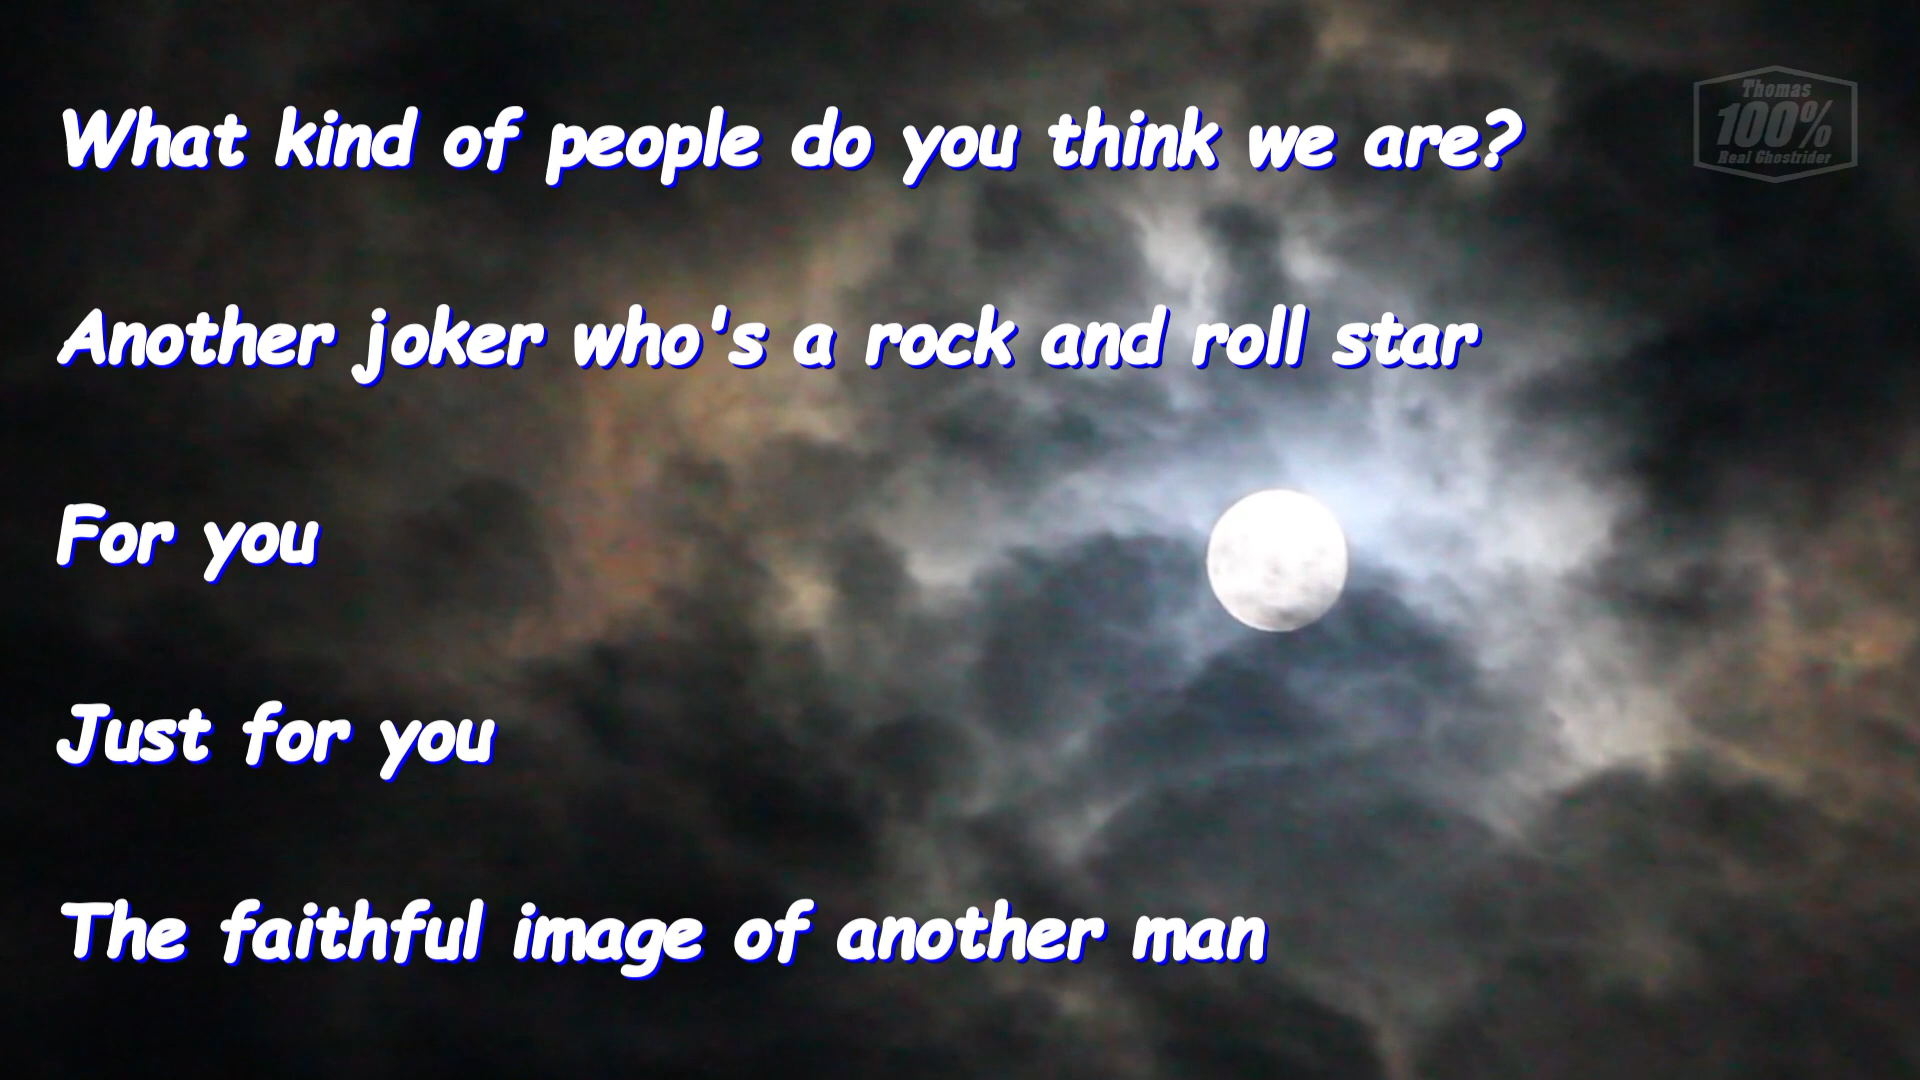 What kind of people do you think we are?
Thomas
100%
Real Ghostrider
Another joker who's a rock and roll star
For you
Just for you
The faithful image of another man